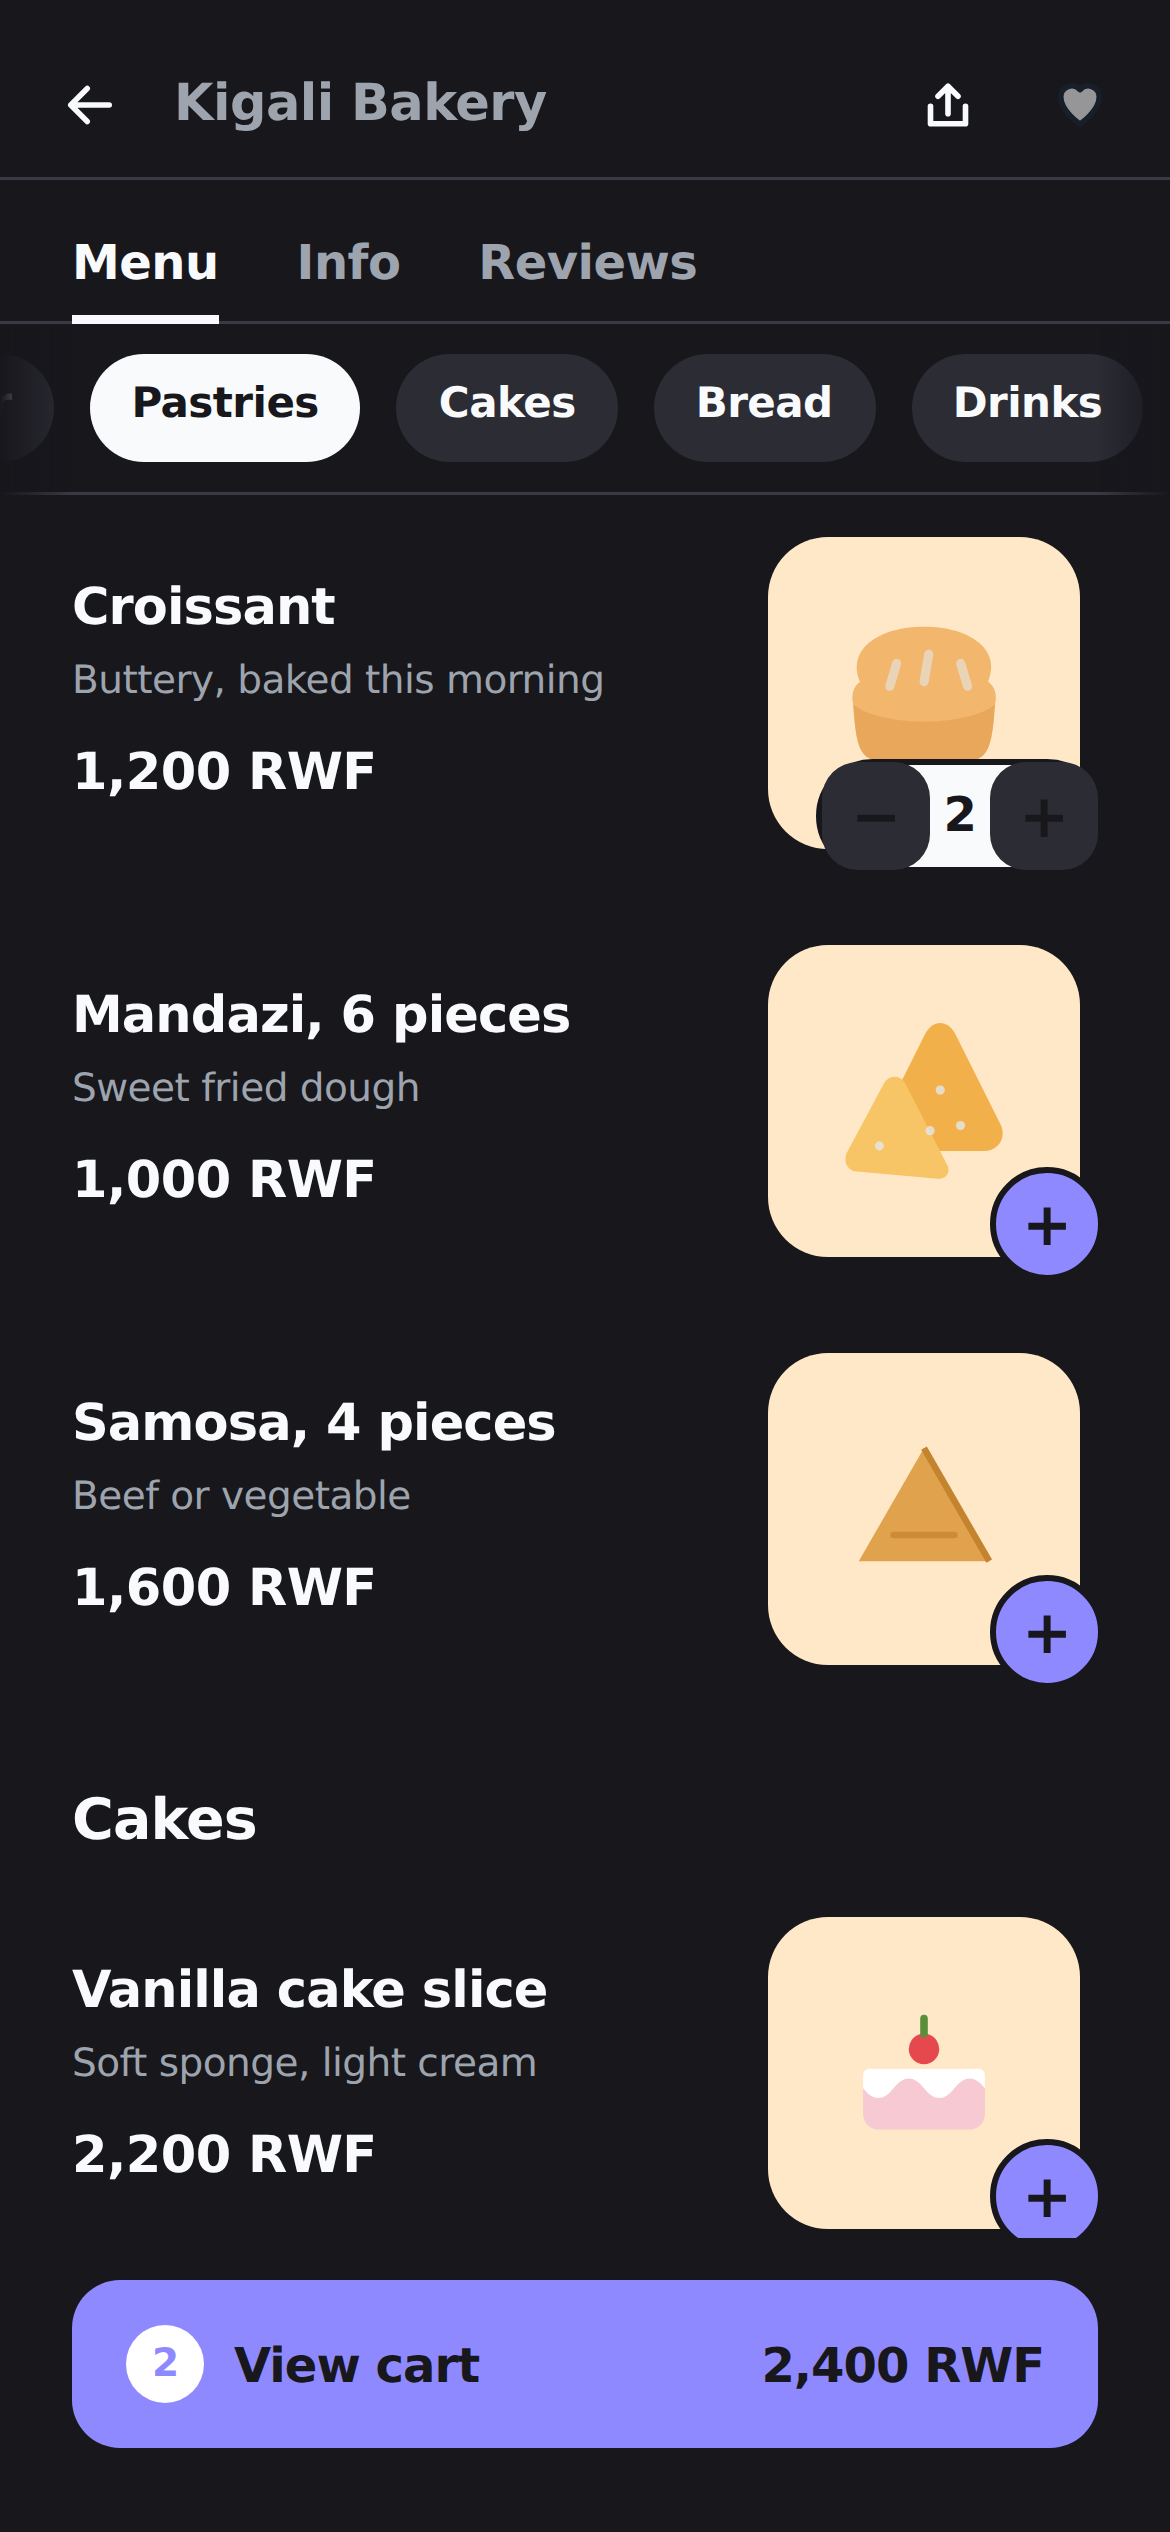 Kigali Bakery
Menu Info Reviews
Pastries Cakes Bread Drinks
Croissant
Buttery, baked this morning
1,200 RWF
− 2 +
Mandazi, 6 pieces
Sweet fried dough
1,000 RWF
+
Samosa, 4 pieces
Beef or vegetable
1,600 RWF
+
Cakes
Vanilla cake slice
Soft sponge, light cream
2,200 RWF
+
2 View cart 2,400 RWF